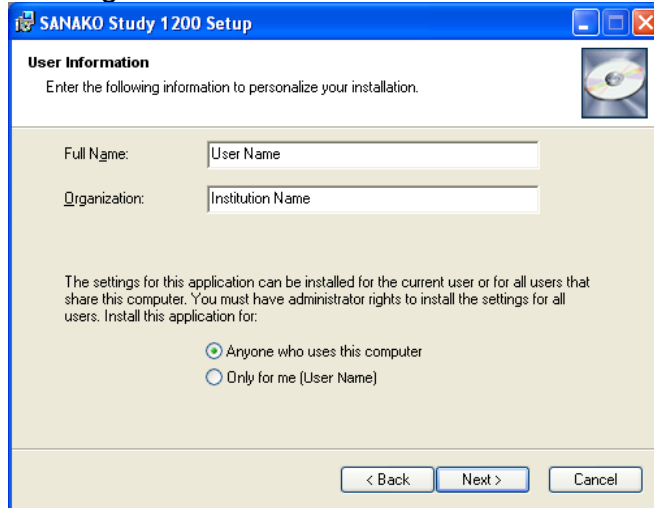 SANAKO Study 1200 Setup
User Information
Enter the following information to personalize your installation.
Full Name: User Name
Organization: Institution Name
The settings for this application can be installed for the current user or for all users that
share this computer. You must have administrator rights to install the settings for all
users. Install this application for:
Anyone who uses this computer
Only for me (User Name)
< Back Next > Cancel